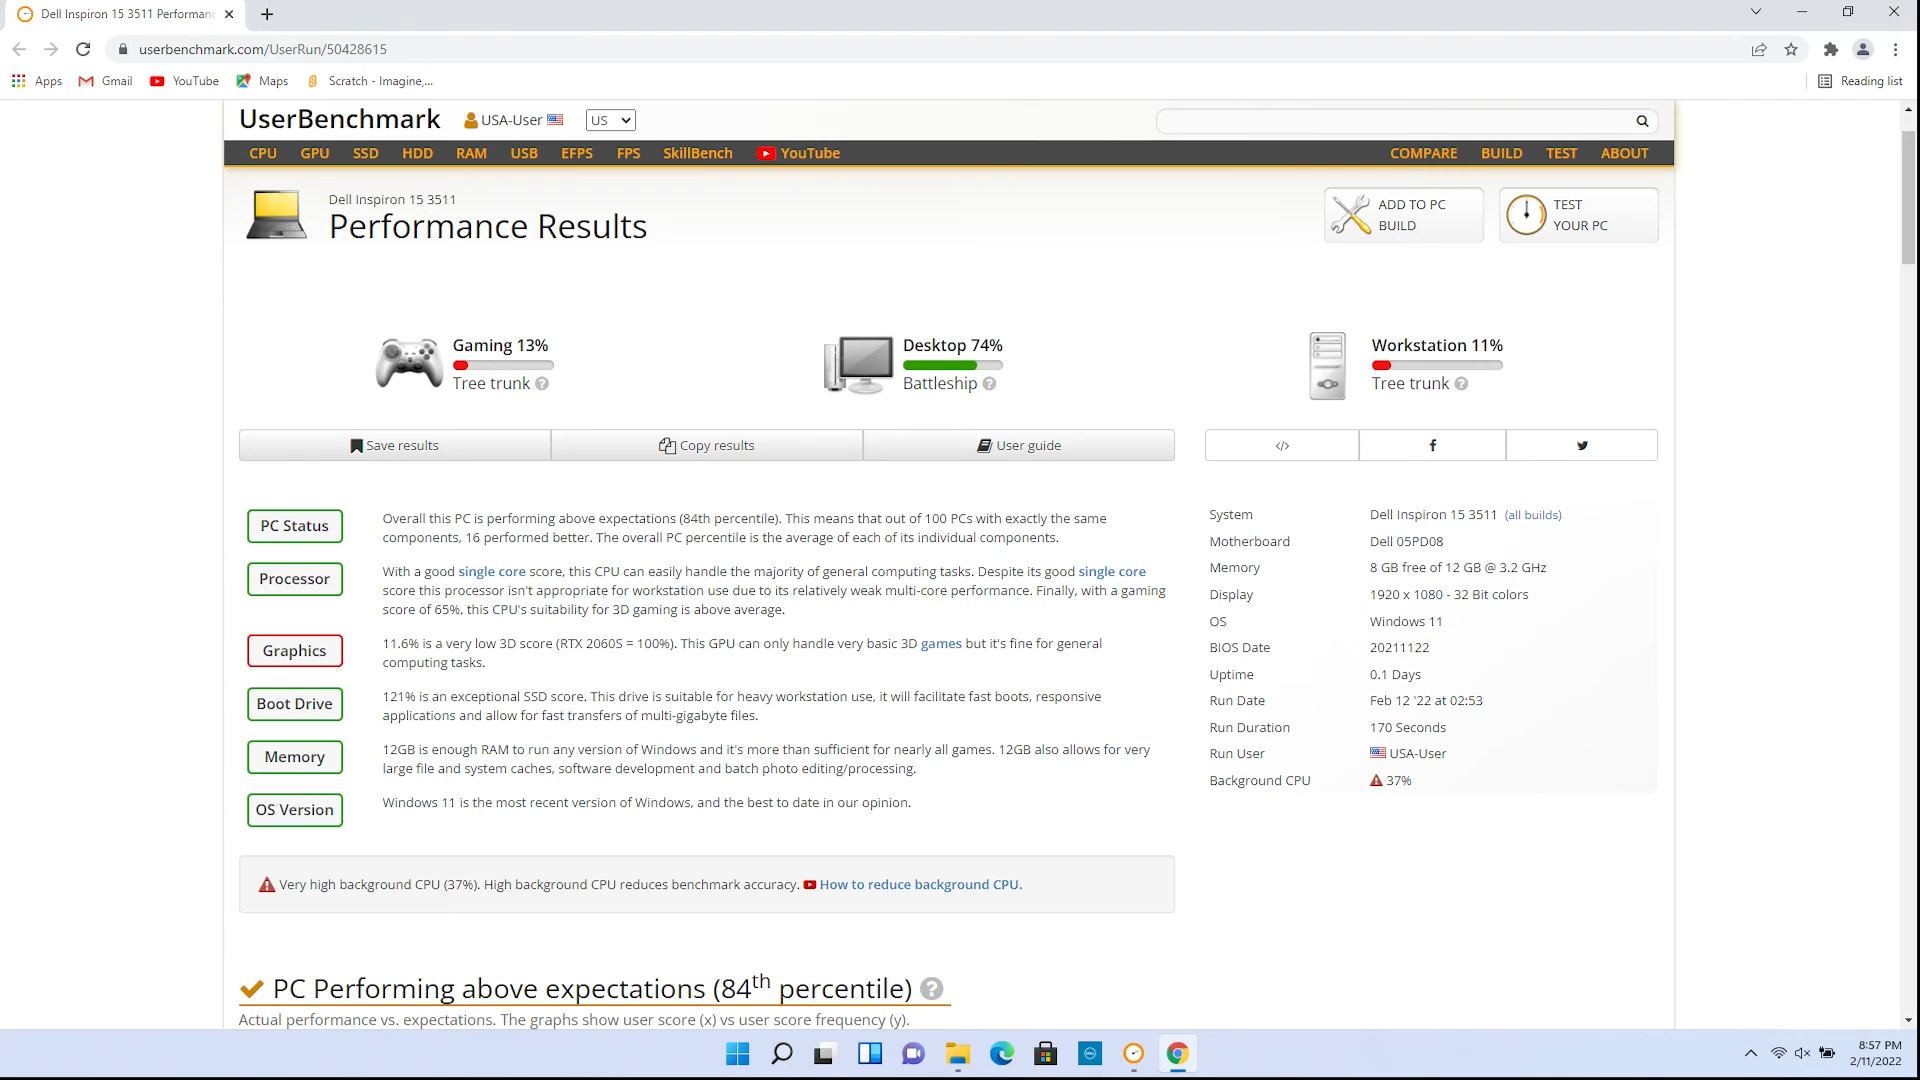 Dell Inspiron 15 3511 Performan
userbenchmark.com/UserRun/50428615
Apps Gmail YouTube Maps Scratch - Imagine,... Reading list
UserBenchmark USA-User US
CPU GPU SSD HDD RAM USB EFPS FPS SkillBench YouTube COMPARE BUILD TEST ABOUT
Dell Inspiron 15 3511
Performance Results
ADD TO PC
BUILD
TEST
YOUR PC
Gaming 13%
Tree trunk ?
Desktop 74%
Battleship ?
Workstation 11%
Tree trunk ?
Save results Copy results User guide </> f
PC Status
Overall this PC is performing above expectations (84th percentile). This means that out of 100 PCs with exactly the same
components, 16 performed better. The overall PC percentile is the average of each of its individual components.
Processor
With a good single core score, this CPU can easily handle the majority of general computing tasks. Despite its good single core
score this processor isn't appropriate for workstation use due to its relatively weak multi-core performance. Finally, with a gaming
score of 65%, this CPU's suitability for 3D gaming is above average.
Graphics
11.6% is a very low 3D score (RTX 2060S = 100%). This GPU can only handle very basic 3D games but it's fine for general
computing tasks.
Boot Drive
121% is an exceptional SSD score. This drive is suitable for heavy workstation use, it will facilitate fast boots, responsive
applications and allow for fast transfers of multi-gigabyte files.
Memory
12GB is enough RAM to run any version of Windows and it's more than sufficient for nearly all games. 12GB also allows for very
large file and system caches, software development and batch photo editing/processing.
OS Version
Windows 11 is the most recent version of Windows, and the best to date in our opinion.
System Dell Inspiron 15 3511 (all builds)
Motherboard Dell 05PD08
Memory 8 GB free of 12 GB @ 3.2 GHz
Display 1920 x 1080 - 32 Bit colors
OS Windows 11
BIOS Date 20211122
Uptime 0.1 Days
Run Date Feb 12 '22 at 02:53
Run Duration 170 Seconds
Run User USA-User
Background CPU 37%
Very high background CPU (37%). High background CPU reduces benchmark accuracy. How to reduce background CPU.
PC Performing above expectations (84th percentile) ?
Actual performance vs. expectations. The graphs show user score (x) vs user score frequency (y).
8:57 PM
2/11/2022